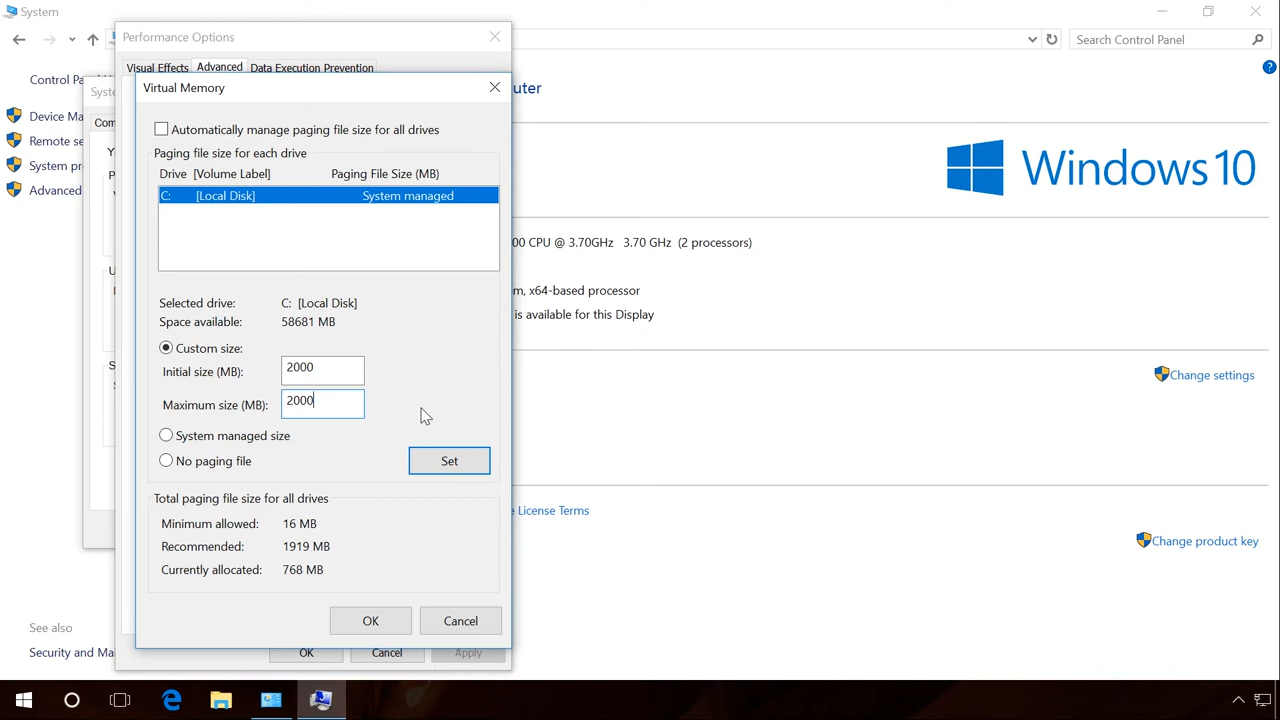 System
Search Control Panel
Performance Options
Visual Effects Advanced Data Execution Prevention
Control
Device
Remote
System
Advanced
Virtual Memory
Automatically manage paging file size for all drives
Paging file size for each drive
Drive [Volume Label] Paging File Size (MB)
C: [Local Disk] System managed
Selected drive: C: [Local Disk]
Space available: 58681 MB
Custom size:
Initial size (MB): 2000
Maximum size (MB): 2000
System managed size
No paging file
Set
Total paging file size for all drives
Minimum allowed: 16 MB
Recommended: 1919 MB
Currently allocated: 768 MB
OK Cancel
OK Cancel Apply
Windows 10
00 CPU @ 3.70GHz 3.70 GHz (2 processors)
x64-based processor
is available for this Display
Change settings
License Terms
Change product key
See also
Security and